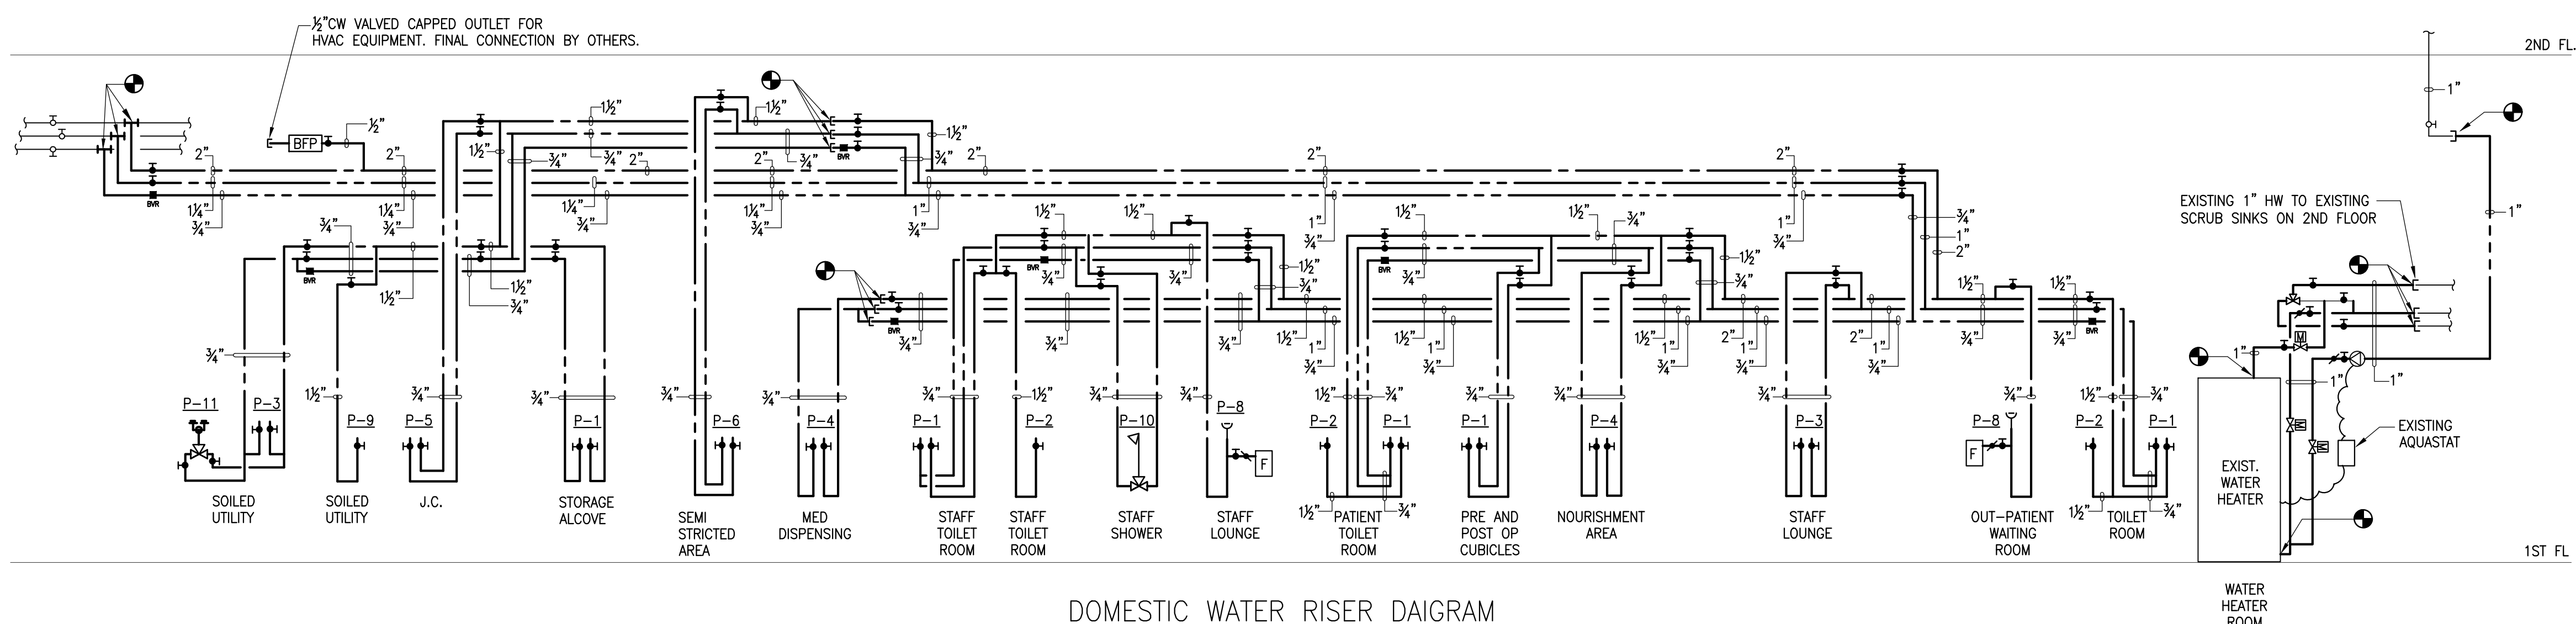 ½"CW VALVED CAPPED OUTLET FOR
HVAC EQUIPMENT. FINAL CONNECTION BY OTHERS.
2ND FL.
1"
BFP
½"
1½"
1½"
1½"
2"
2"
1½"
¾"
¾"
2"
2"
¾"
¾"
2"
2"
2"
BVR
BVR
1¼"
¾"
1¼"
¾"
1¼"
¾"
1¼"
¾"
1"
¾"
1"
¾"
1"
¾"
EXISTING 1" HW TO EXISTING
SCRUB SINKS ON 2ND FLOOR
1"
¾"
1"
2"
¾"
1½"
1½"
1½"
1½"
¾"
BVR
1½"
1½"
¾"
BVR
¾"
¾"
1½"
¾"
BVR
¾"
1½"
¾"
1½"
1½"
BVR
¾"
¾"
¾"
1½"
1"
¾"
1½"
1"
¾"
1½"
1"
¾"
2"
1"
¾"
2"
¾"
¾"
¾"
BVR
M
1"
1"
1"
¾"
1½"
¾"
¾"
¾"
¾"
¾"
1½"
¾"
¾"
1½"
¾"
¾"
¾"
¾"
¾"
1½"
¾"
P-11
P-3
P-9
P-5
P-1
P-6
P-4
P-1
P-2
P-10
P-8
P-2
P-1
P-1
P-4
P-3
P-8
P-2
P-1
M
M
EXISTING
AQUASTAT
F
F
EXIST.
WATER
HEATER
1½"
¾"
1½"
¾"
SOILED
UTILITY
SOILED
UTILITY
J.C.
STORAGE
ALCOVE
SEMI
STRICTED
AREA
MED
DISPENSING
STAFF
TOILET
ROOM
STAFF
TOILET
ROOM
STAFF
SHOWER
STAFF
LOUNGE
PATIENT
TOILET
ROOM
PRE AND
POST OP
CUBICLES
NOURISHMENT
AREA
STAFF
LOUNGE
OUT-PATIENT
WAITING
ROOM
TOILET
ROOM
1ST FL
WATER
HEATER
ROOM
DOMESTIC WATER RISER DAIGRAM